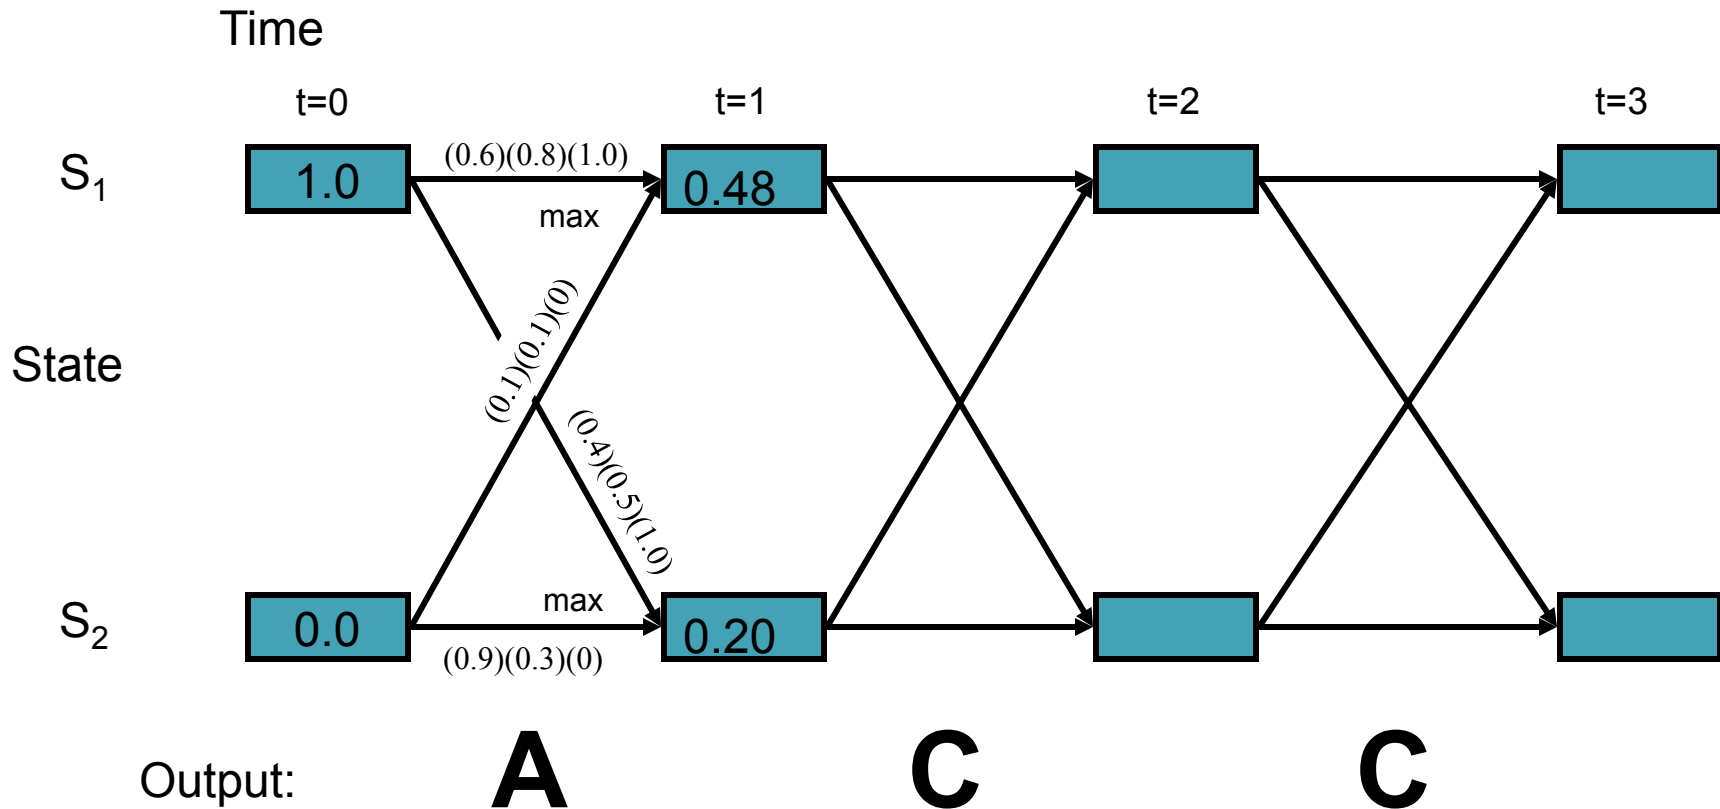 Time
t=0 t=1 t=2 t=3
S1 1.0 (0.6)(0.8)(1.0) 0.48
max
(0.1)(0.1)(0)
State
(0.4)(0.5)(1.0)
max
S2 0.0 0.20
(0.9)(0.3)(0)
Output: A C C